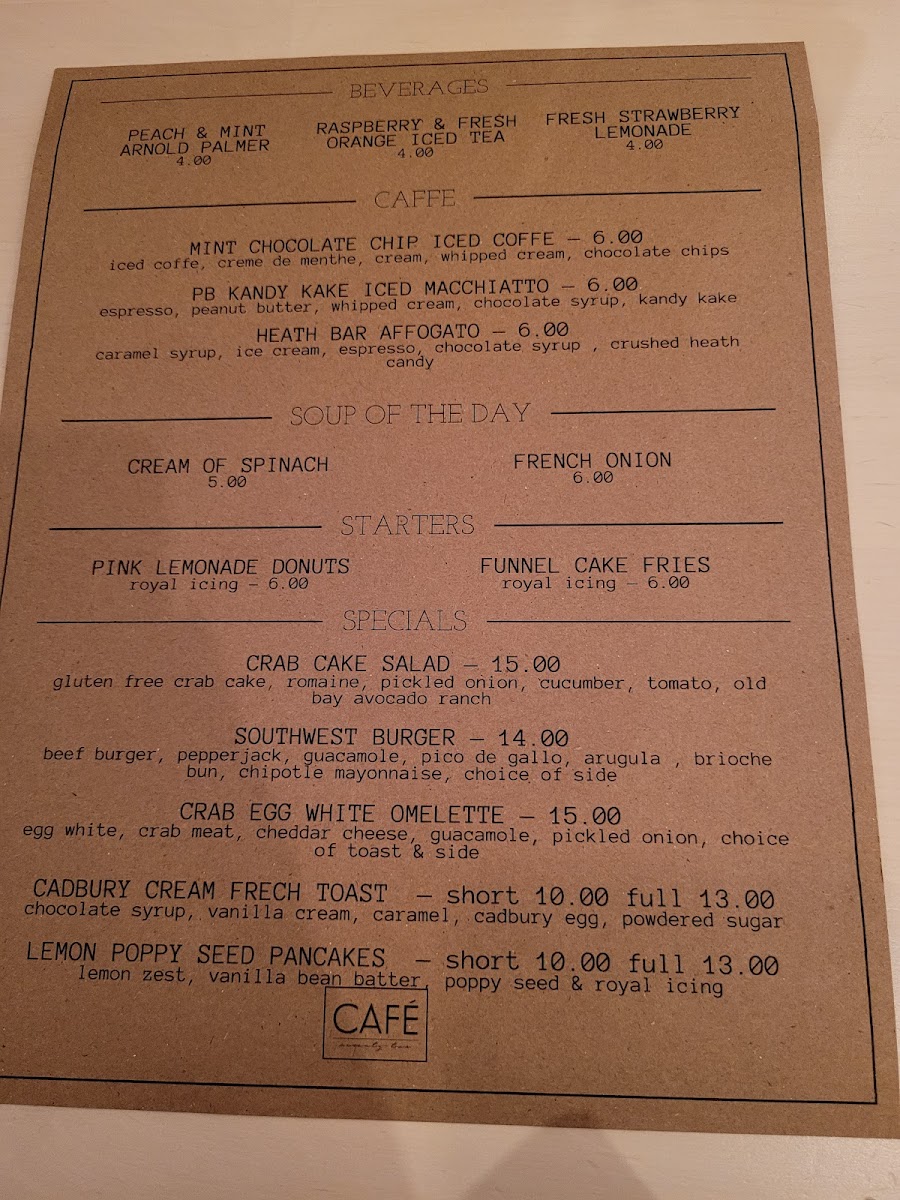 BEVERAGES
PEACH & MINT
ARNOLD PALMER
4.00
RASPBERRY & FRESH
ORANGE ICED TEA
4.00
FRESH STRAWBERRY
LEMONADE
4.00
CAFFE
MINT CHOCOLATE CHIP ICED COFFE – 6.00
iced coffe, creme de menthe, cream, whipped cream, chocolate chips
PB KANDY KAKE ICED MACCHIATTO – 6.00
espresso, peanut butter, whipped cream, chocolate syrup, kandy kake
HEATH BAR AFFOGATO – 6.00
caramel syrup, ice cream, espresso, chocolate syrup , crushed heath
candy
SOUP OF THE DAY
CREAM OF SPINACH
5.00
FRENCH ONION
6.00
STARTERS
PINK LEMONADE DONUTS
royal icing – 6.00
FUNNEL CAKE FRIES
royal icing – 6.00
SPECIALS
CRAB CAKE SALAD – 15.00
gluten free crab cake, romaine, pickled onion, cucumber, tomato, old
bay avocado ranch
SOUTHWEST BURGER – 14.00
beef burger, pepperjack, guacamole, pico de gallo, arugula , brioche
bun, chipotle mayonnaise, choice of side
CRAB EGG WHITE OMELETTE – 15.00
egg white, crab meat, cheddar cheese, guacamole, pickled onion, choice
of toast & side
CADBURY CREAM FRECH TOAST – short 10.00 full 13.00
chocolate syrup, vanilla cream, caramel, cadbury egg, powdered sugar
LEMON POPPY SEED PANCAKES – short 10.00 full 13.00
lemon zest, vanilla bean batter, poppy seed & royal icing
CAFÉ